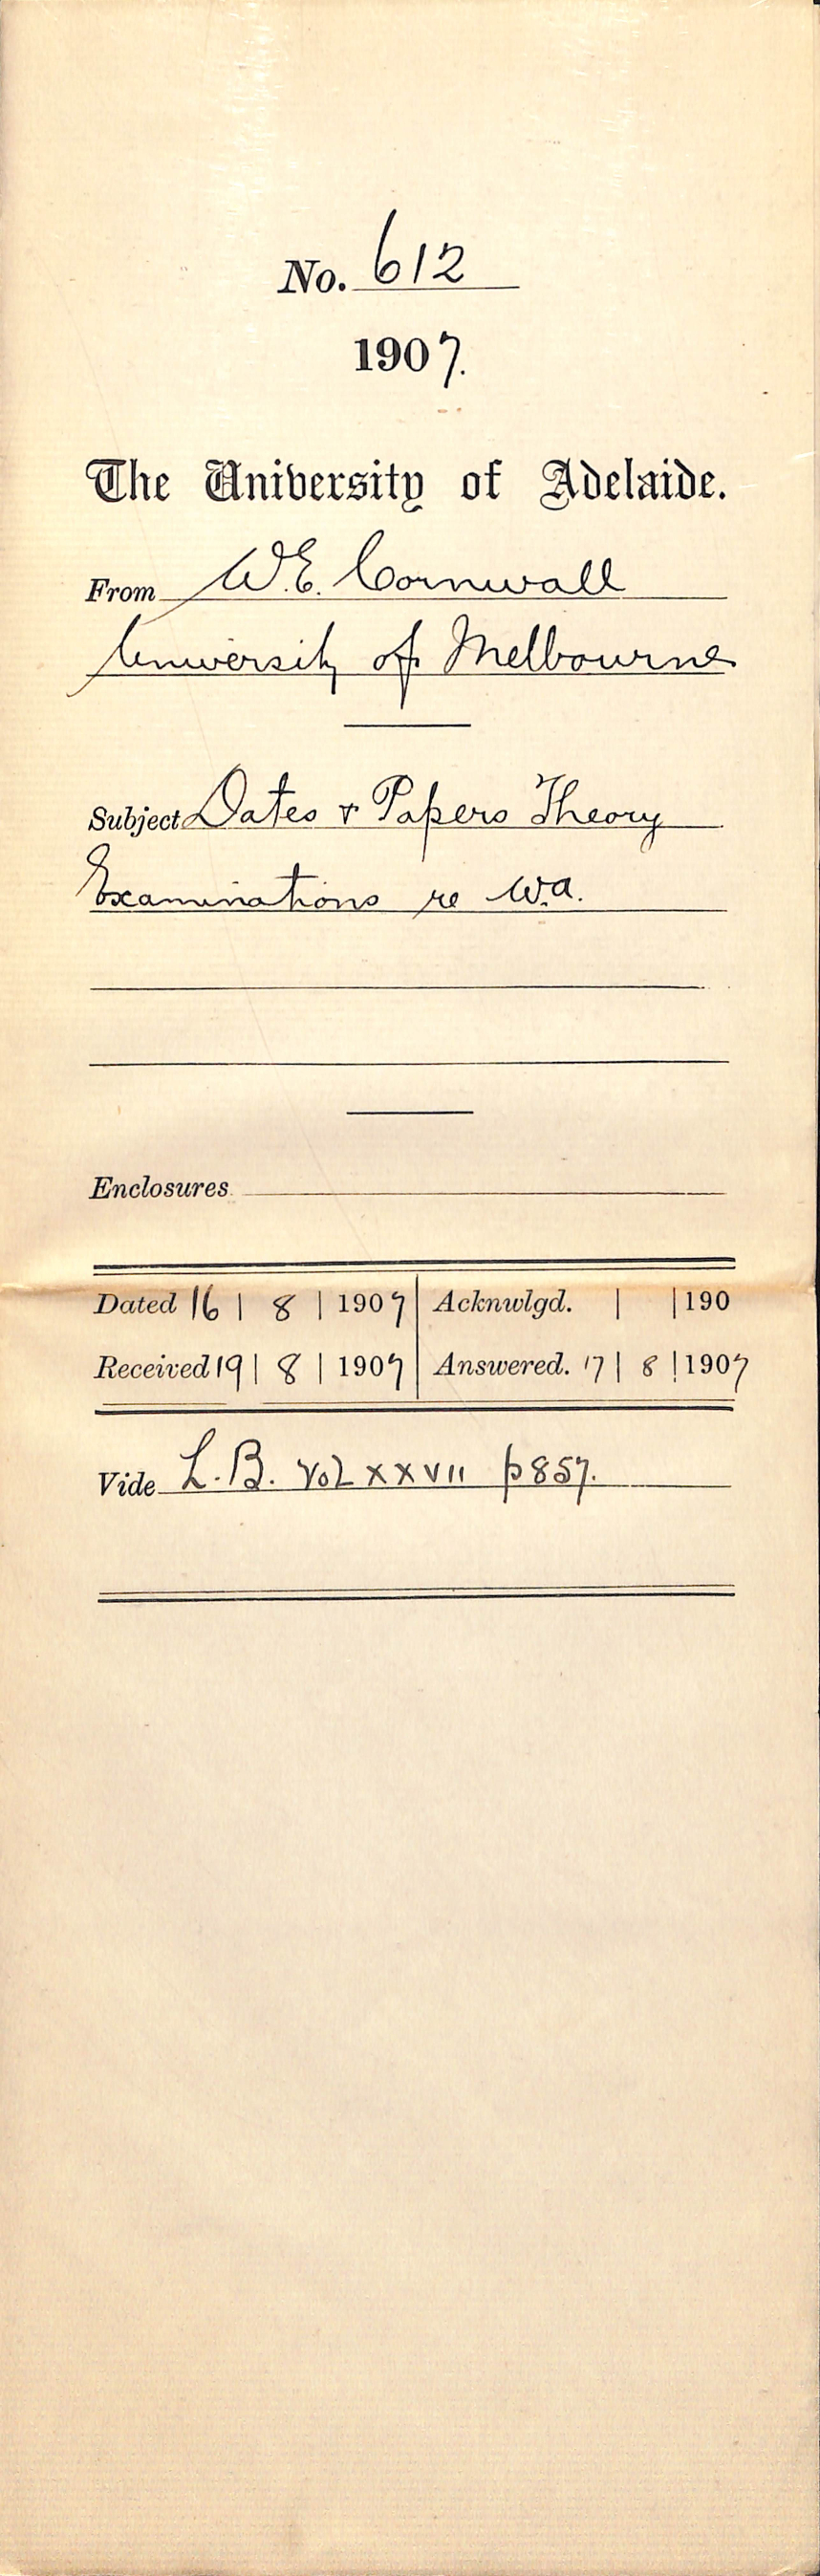 No. 612
1907.
The University of Adelaide.
From W.E. Cornwall
University of Melbourne
Subject Dates & Papers Theory
Examinations re W.A.
Enclosures
Dated 16 | 8 | 1907 | Acknwlgd. | | 190
Received 19 | 8 | 1907 | Answered. 17 | 8 | 1907
Vide L.B. Vol XXVII p857.